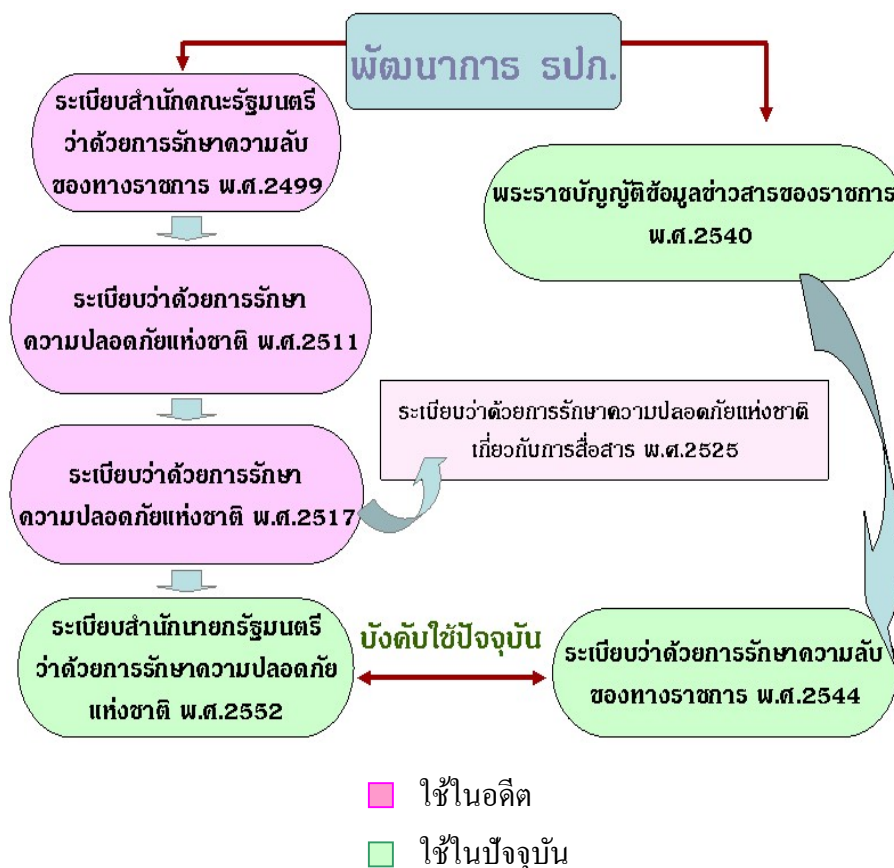 พัฒนาการ รปภ.
ระเบียบสำนักคณะรัฐมนตรี
ว่าด้วยการรักษาความลับ
ของทางราชการ พ.ศ.2499
พระราชบัญญัติข้อมูลข่าวสารของราชการ
พ.ศ.2540
ระเบียบว่าด้วยการรักษา
ความปลอดภัยแห่งชาติ พ.ศ.2511
ระเบียบว่าด้วยการรักษาความปลอดภัยแห่งชาติ
เกี่ยวกับการสื่อสาร พ.ศ.2525
ระเบียบว่าด้วยการรักษา
ความปลอดภัยแห่งชาติ พ.ศ.2517
ระเบียบสำนักนายกรัฐมนตรี
ว่าด้วยการรักษาความปลอดภัย
แห่งชาติ พ.ศ.2552
บังคับใช้ปัจจุบัน
ระเบียบว่าด้วยการรักษาความลับ
ของทางราชการ พ.ศ.2544
ใช้ในอดีต
ใช้ในปัจจุบัน